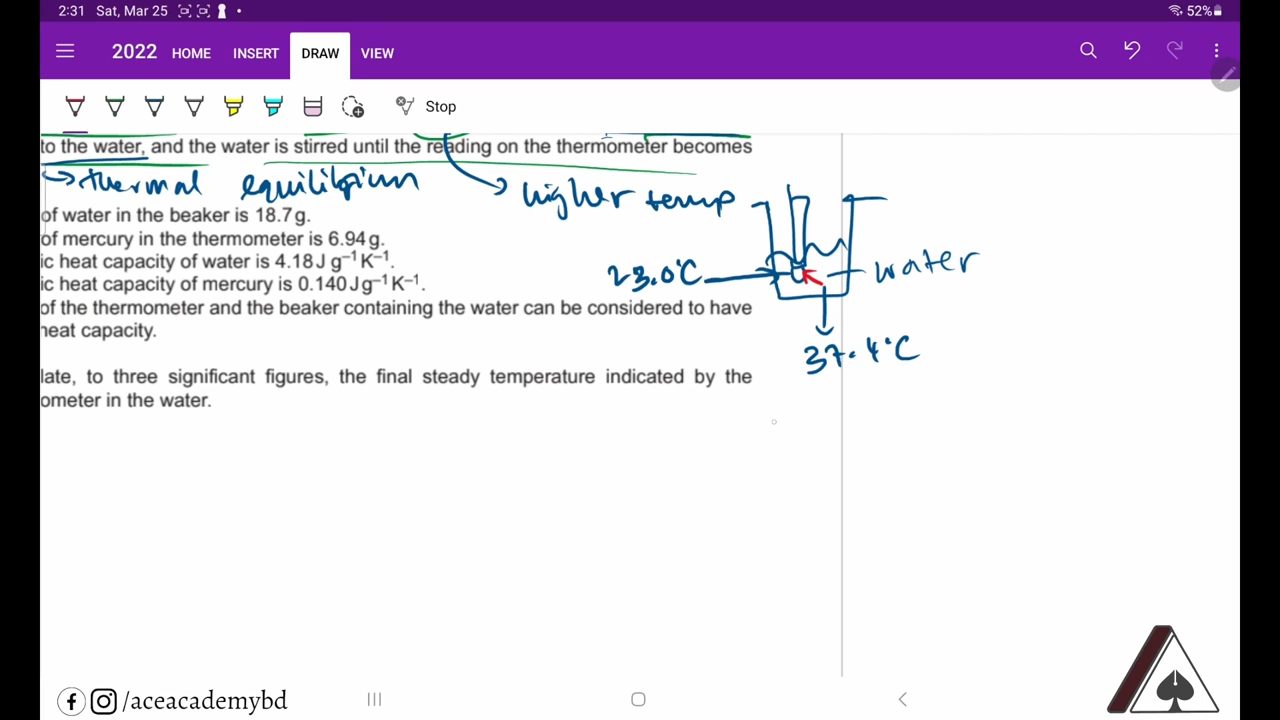 2:31 Sat, Mar 25 52%
2022 HOME INSERT DRAW VIEW
Stop
to the water, and the water is stirred until the reading on the thermometer becomes
thermal equilibrium
higher temp
of water in the beaker is 18.7 g.
of mercury in the thermometer is 6.94 g.
ic heat capacity of water is 4.18 J g⁻¹ K⁻¹.
ic heat capacity of mercury is 0.140 J g⁻¹ K⁻¹.
23.0°C
water
of the thermometer and the beaker containing the water can be considered to have
heat capacity.
37.4°C
late, to three significant figures, the final steady temperature indicated by the
ometer in the water.
/aceacademybd